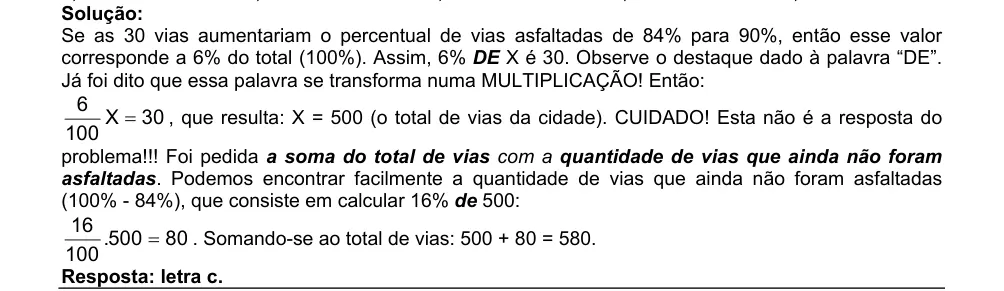 Solução:
Se as 30 vias aumentariam o percentual de vias asfaltadas de 84% para 90%, então esse valor
corresponde a 6% do total (100%). Assim, 6% DE X é 30. Observe o destaque dado à palavra “DE”.
Já foi dito que essa palavra se transforma numa MULTIPLICAÇÃO! Então:
6/100 X = 30 , que resulta: X = 500 (o total de vias da cidade). CUIDADO! Esta não é a resposta do
problema!!! Foi pedida a soma do total de vias com a quantidade de vias que ainda não foram
asfaltadas. Podemos encontrar facilmente a quantidade de vias que ainda não foram asfaltadas
(100% - 84%), que consiste em calcular 16% de 500:
16/100 .500 = 80 . Somando-se ao total de vias: 500 + 80 = 580.
Resposta: letra c.